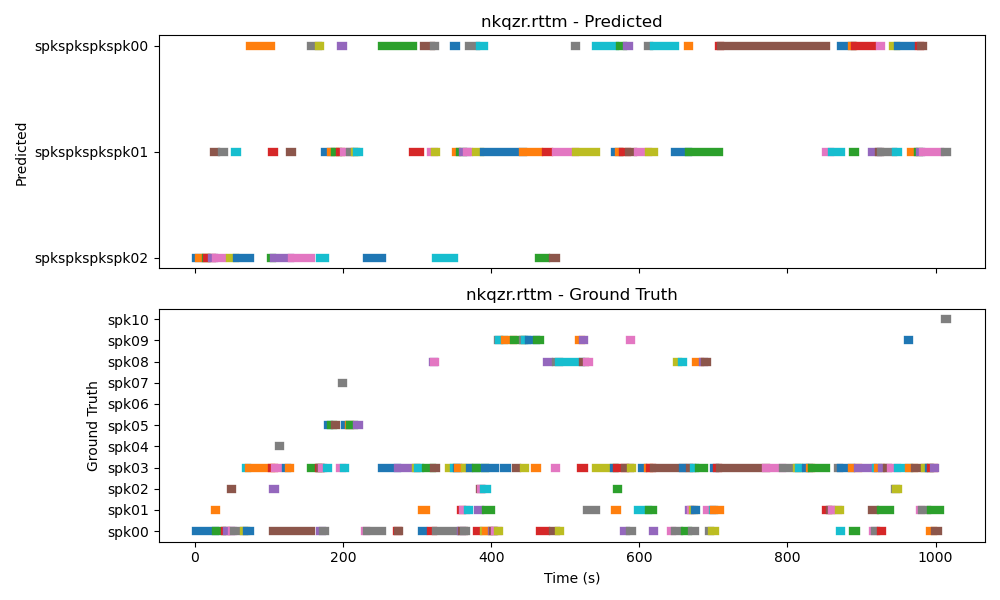 nkqzr.rttm - Predicted
spkspkspkspk00
spkspkspkspk01
spkspkspkspk02
Predicted
nkqzr.rttm - Ground Truth
spk10
spk09
spk08
spk07
spk06
spk05
spk04
spk03
spk02
spk01
spk00
Ground Truth
0 200 400 600 800 1000
Time (s)